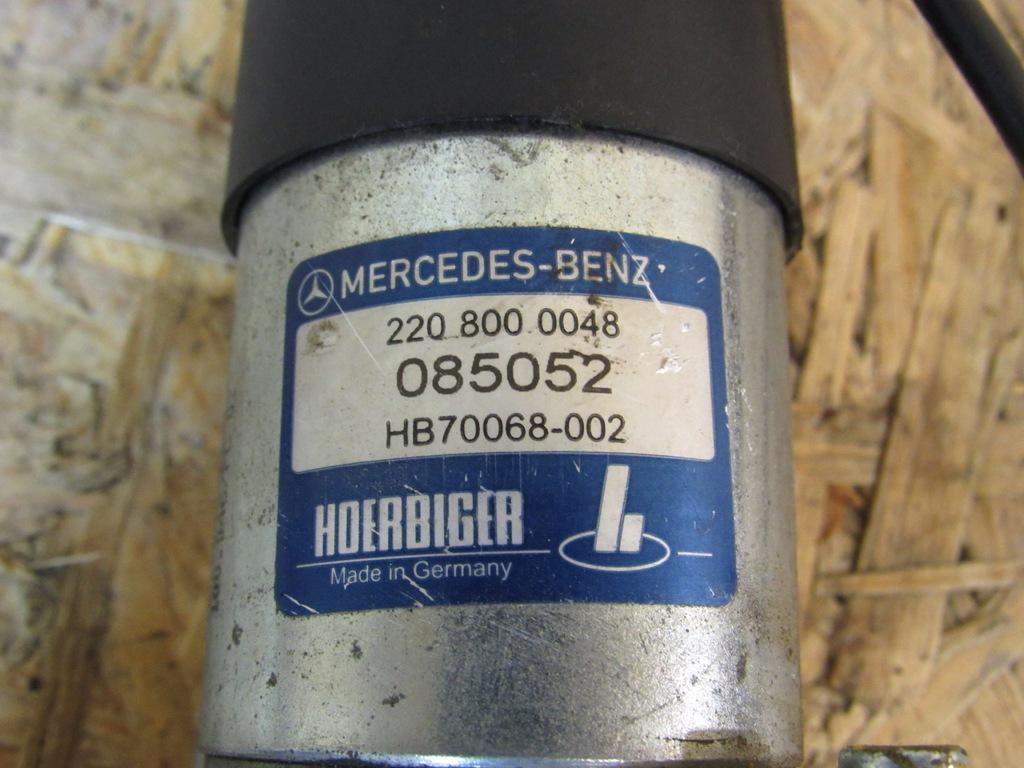 MERCEDES-BENZ
220 800 0048
085052
HB70068-002
HOERBIGER
Made in Germany